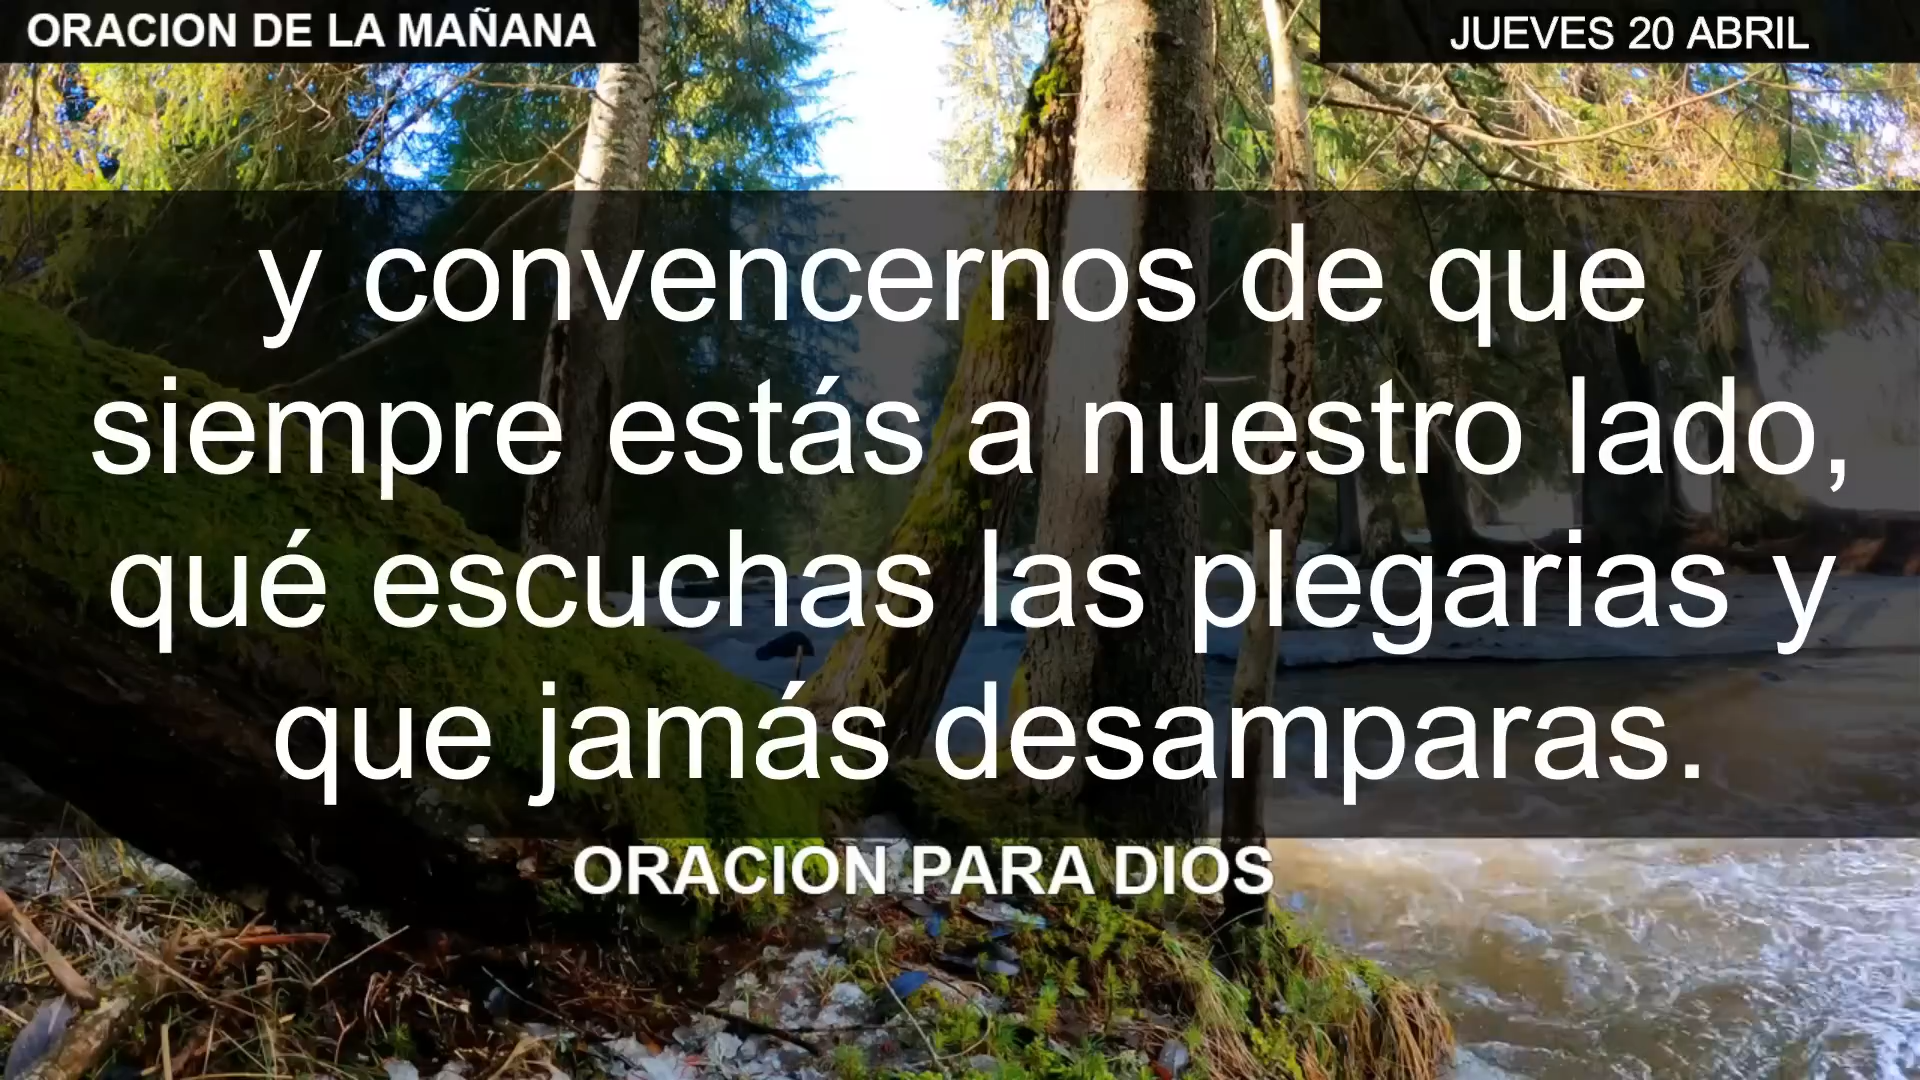 ORACION DE LA MAÑANA
JUEVES 20 ABRIL
y convencernos de que
siempre estás a nuestro lado,
qué escuchas las plegarias y
que jamás desamparas.
ORACION PARA DIOS